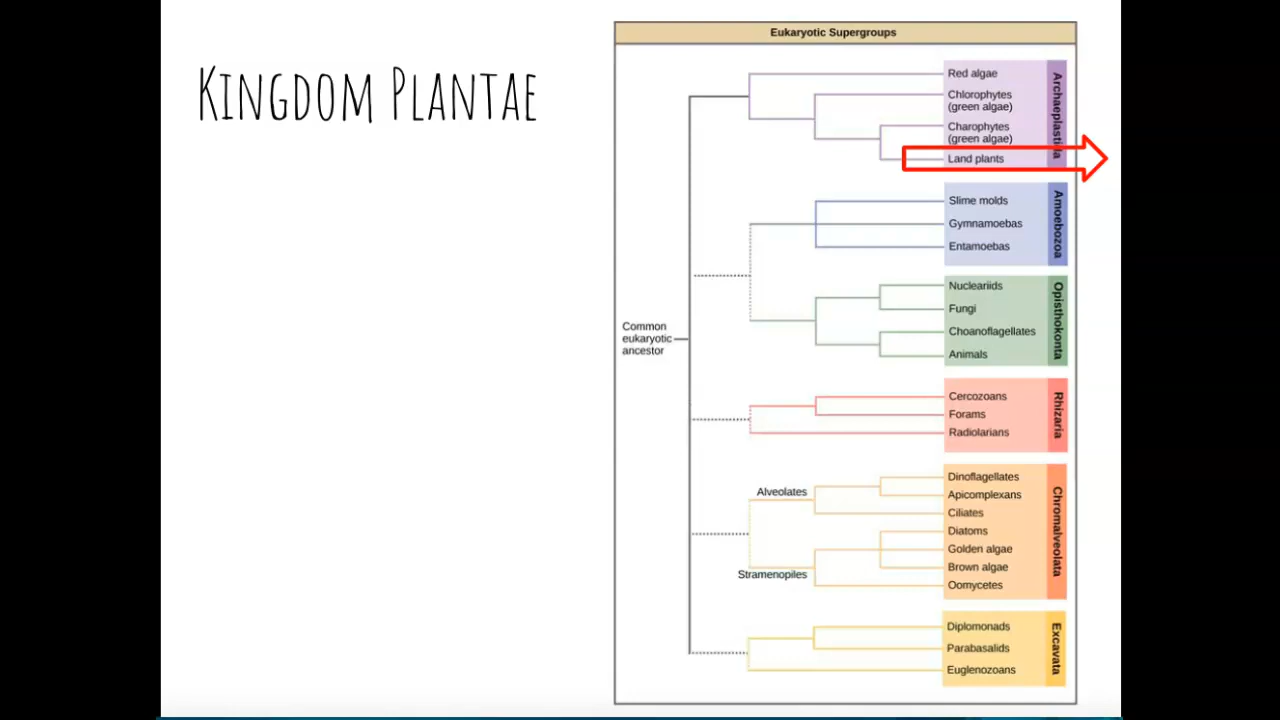 Kingdom Plantae
Eukaryotic Supergroups
Red algae
Chlorophytes
(green algae)
Charophytes
(green algae)
Land plants
Archaeplastida
Slime molds
Gymnamoebas
Entamoebas
Amoebozoa
Nucleariids
Fungi
Choanoflagellates
Animals
Opisthokonta
Common
eukaryotic
ancestor
Cercozoans
Forams
Radiolarians
Rhizaria
Alveolates
Dinoflagellates
Apicomplexans
Ciliates
Diatoms
Golden algae
Brown algae
Stramenopiles
Oomycetes
Chromalveolata
Diplomonads
Parabasalids
Euglenozoans
Excavata